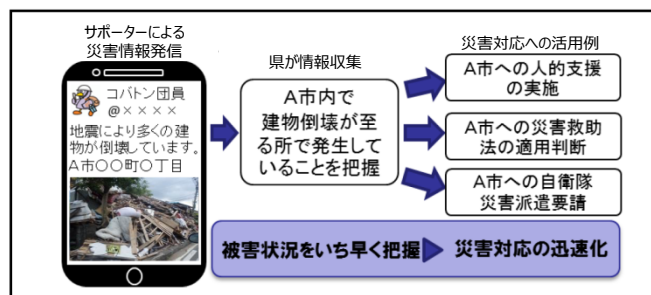 サポーターによる
災害情報発信
コバトン団員
@××××
地震により多くの建
物が倒壊しています。
A市〇〇町〇丁目
県が情報収集
A市内で
建物倒壊が至
る所で発生して
いることを把握
災害対応への活用例
A市への人的支援
の実施
A市への災害救助
法の適用判断
A市への自衛隊
災害派遣要請
被害状況をいち早く把握
災害対応の迅速化